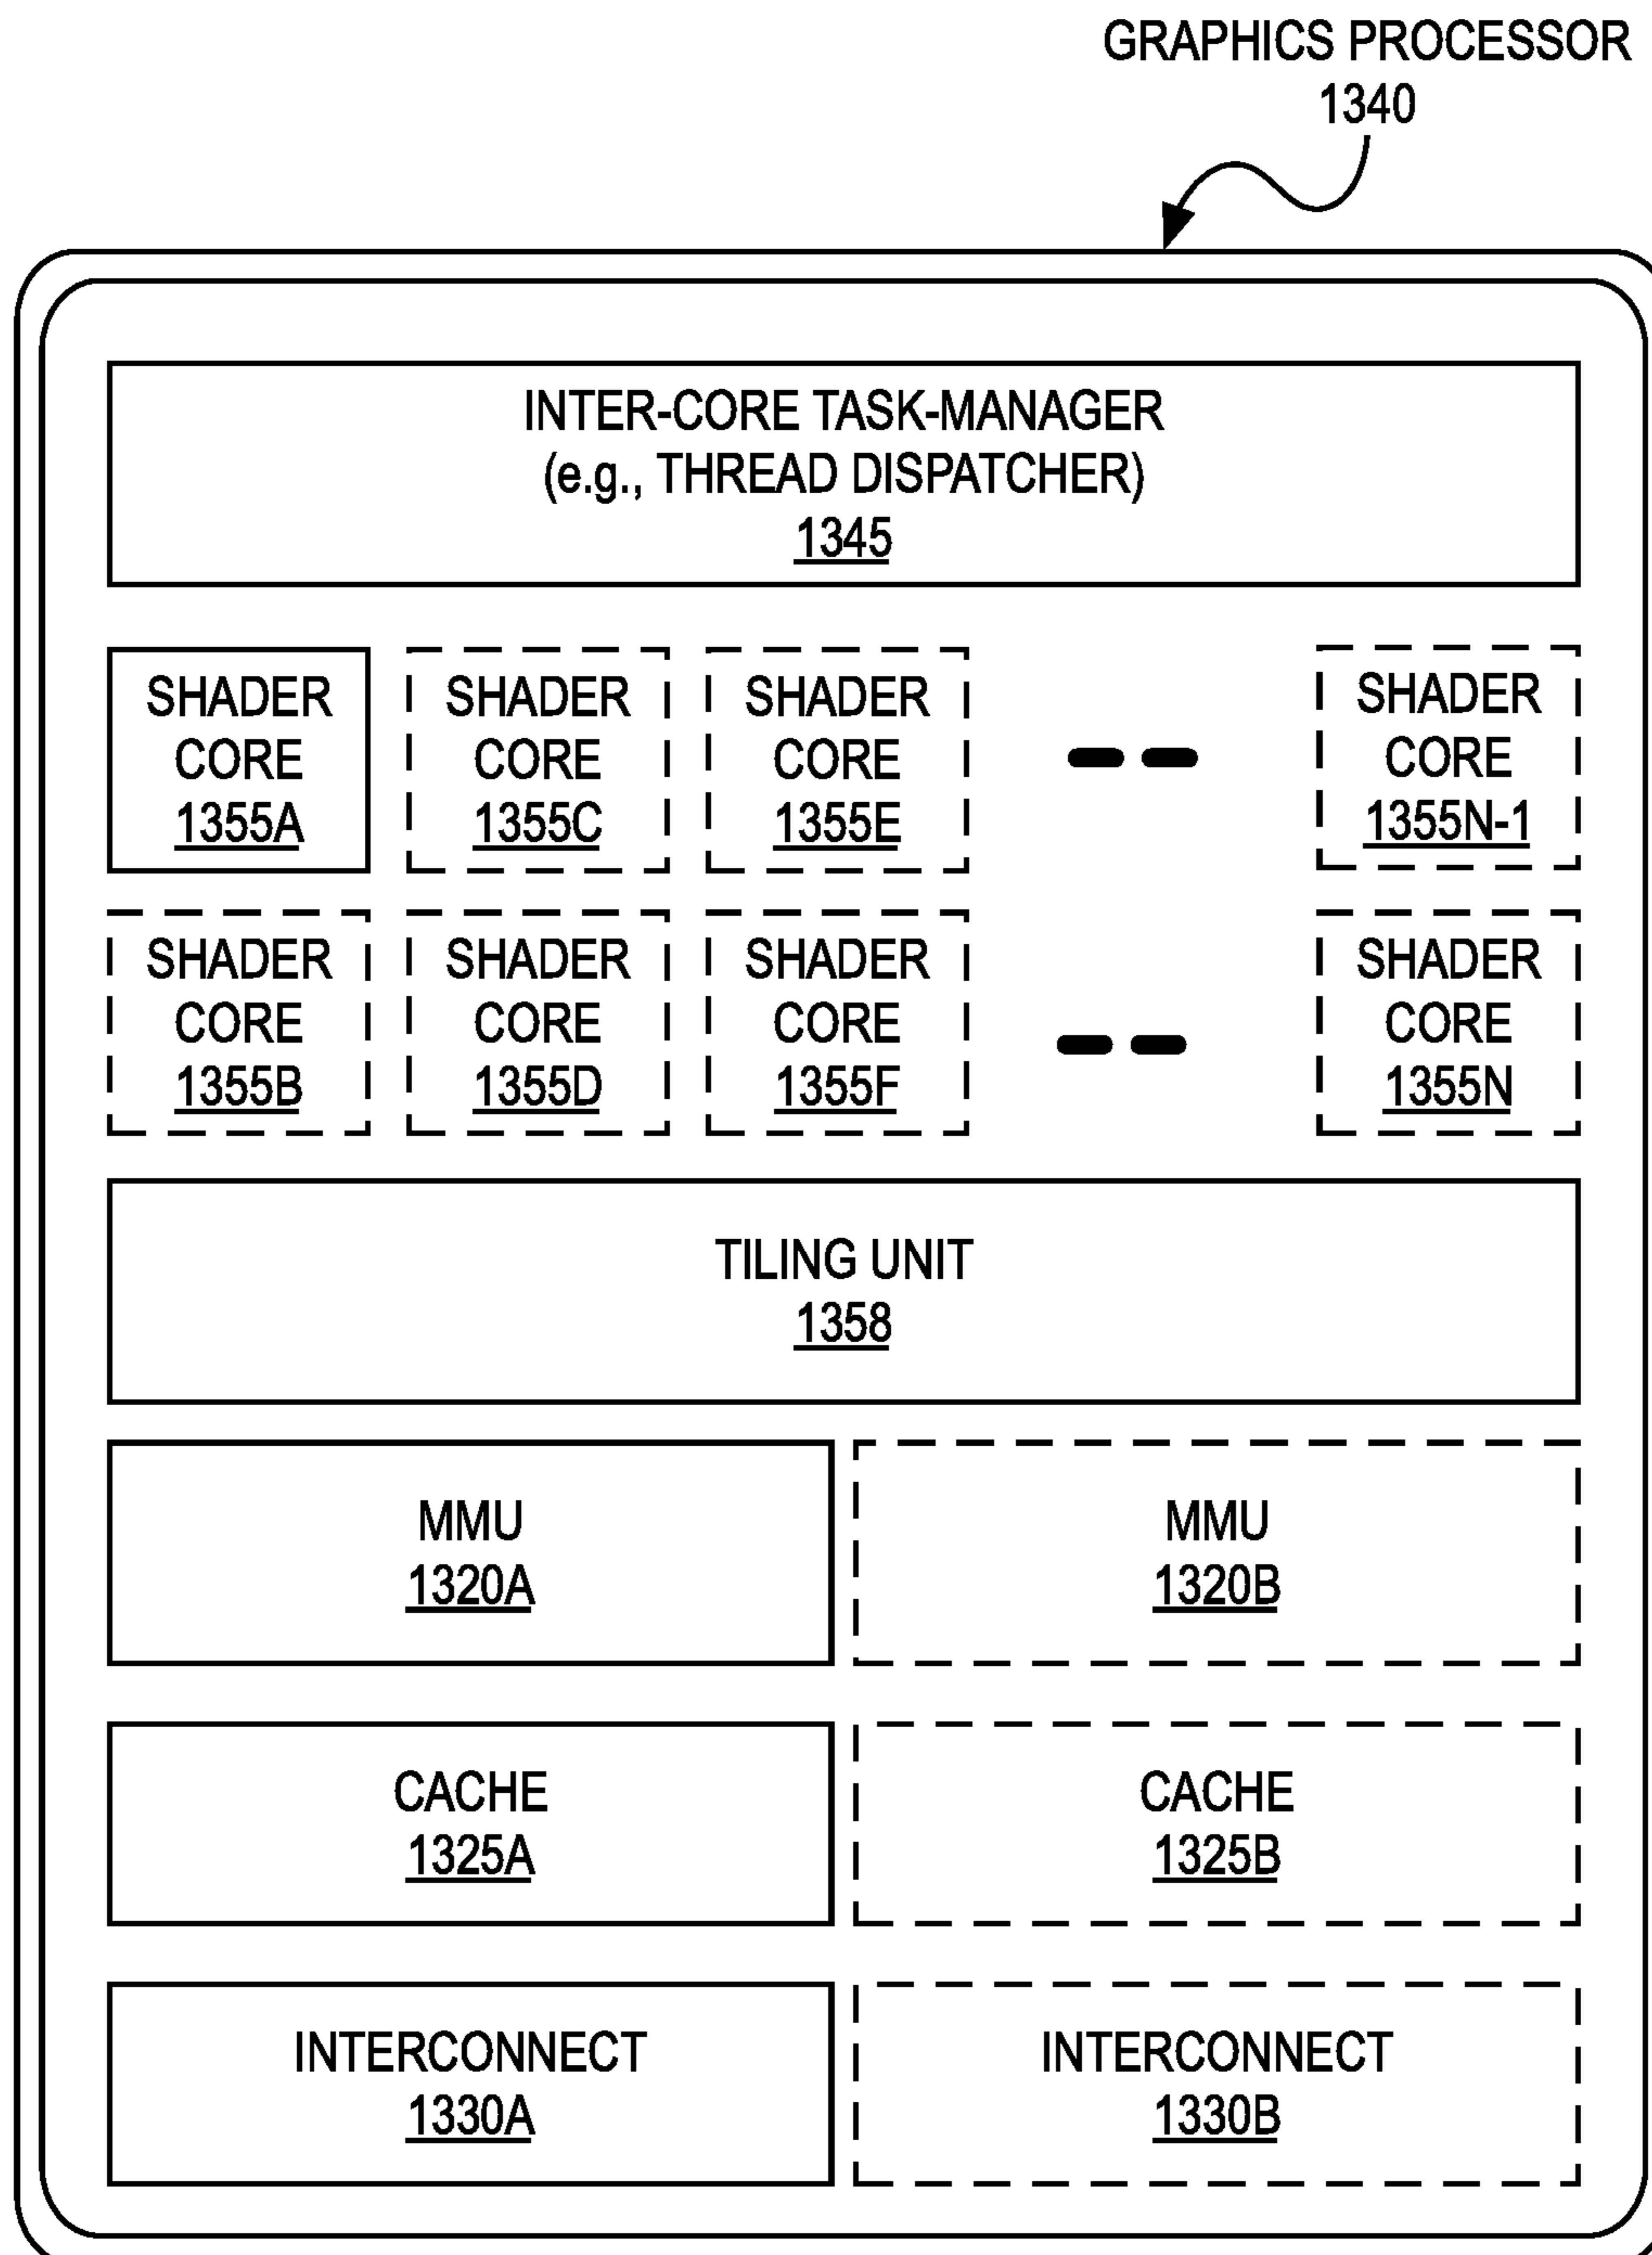 GRAPHICS PROCESSOR
1340
INTER-CORE TASK-MANAGER
(e.g., THREAD DISPATCHER)
1345
SHADER
CORE
1355A
SHADER
CORE
1355C
SHADER
CORE
1355E
SHADER
CORE
1355N-1
SHADER
CORE
1355B
SHADER
CORE
1355D
SHADER
CORE
1355F
SHADER
CORE
1355N
TILING UNIT
1358
MMU
1320A
MMU
1320B
CACHE
1325A
CACHE
1325B
INTERCONNECT
1330A
INTERCONNECT
1330B